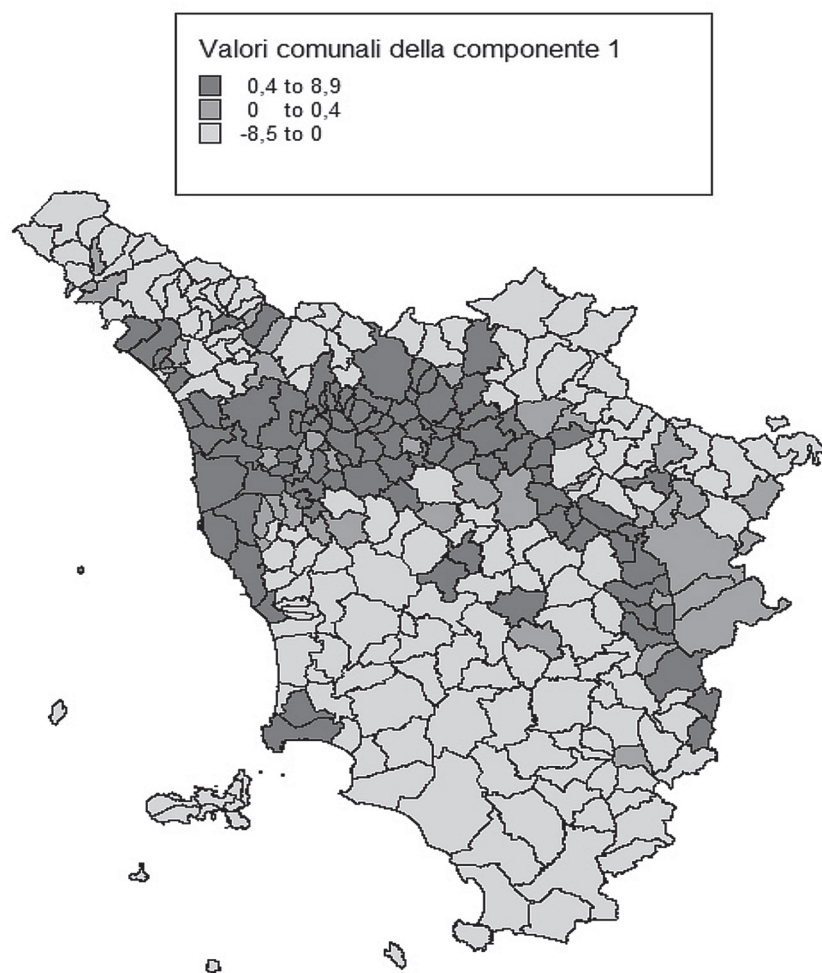 Valori comunali della componente 1
0,4 to 8,9
0 to 0,4
-8,5 to 0